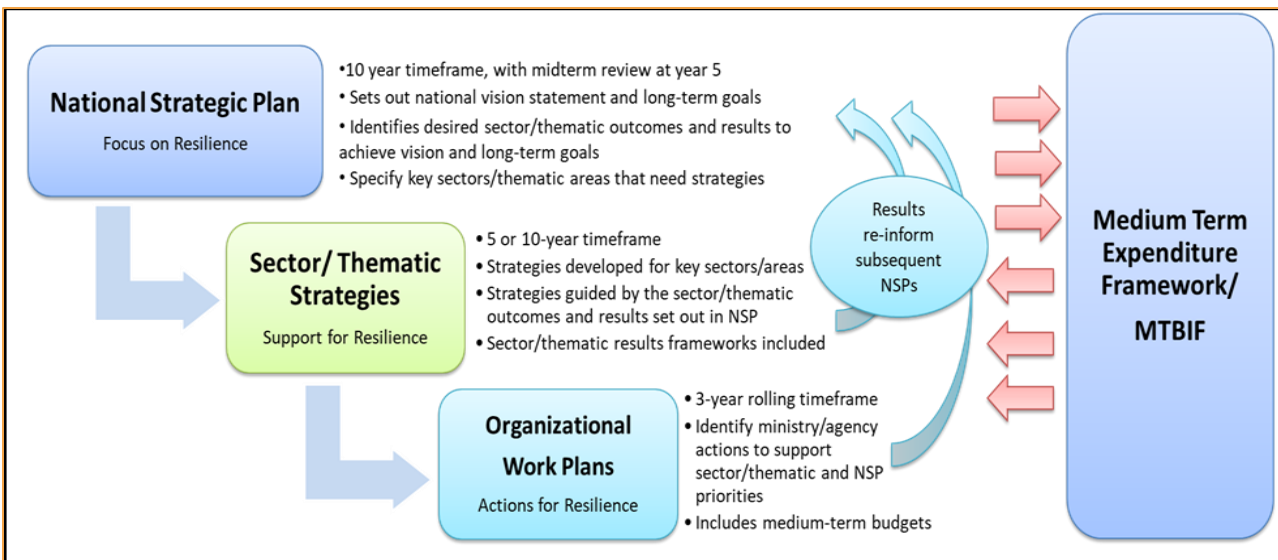 National Strategic Plan
Focus on Resilience
•10 year timeframe, with midterm review at year 5
• Sets out national vision statement and long-term goals
• Identifies desired sector/thematic outcomes and results to
achieve vision and long-term goals
• Specify key sectors/thematic areas that need strategies
Sector/ Thematic
Strategies
Support for Resilience
• 5 or 10-year timeframe
• Strategies developed for key sectors/areas
• Strategies guided by the sector/thematic
outcomes and results set out in NSP
• Sector/thematic results frameworks included
Organizational
Work Plans
Actions for Resilience
• 3-year rolling timeframe
• Identify ministry/agency
actions to support
sector/thematic and NSP
priorities
• Includes medium-term budgets
Results
re-inform
subsequent
NSPs
Medium Term
Expenditure
Framework/
MTBIF